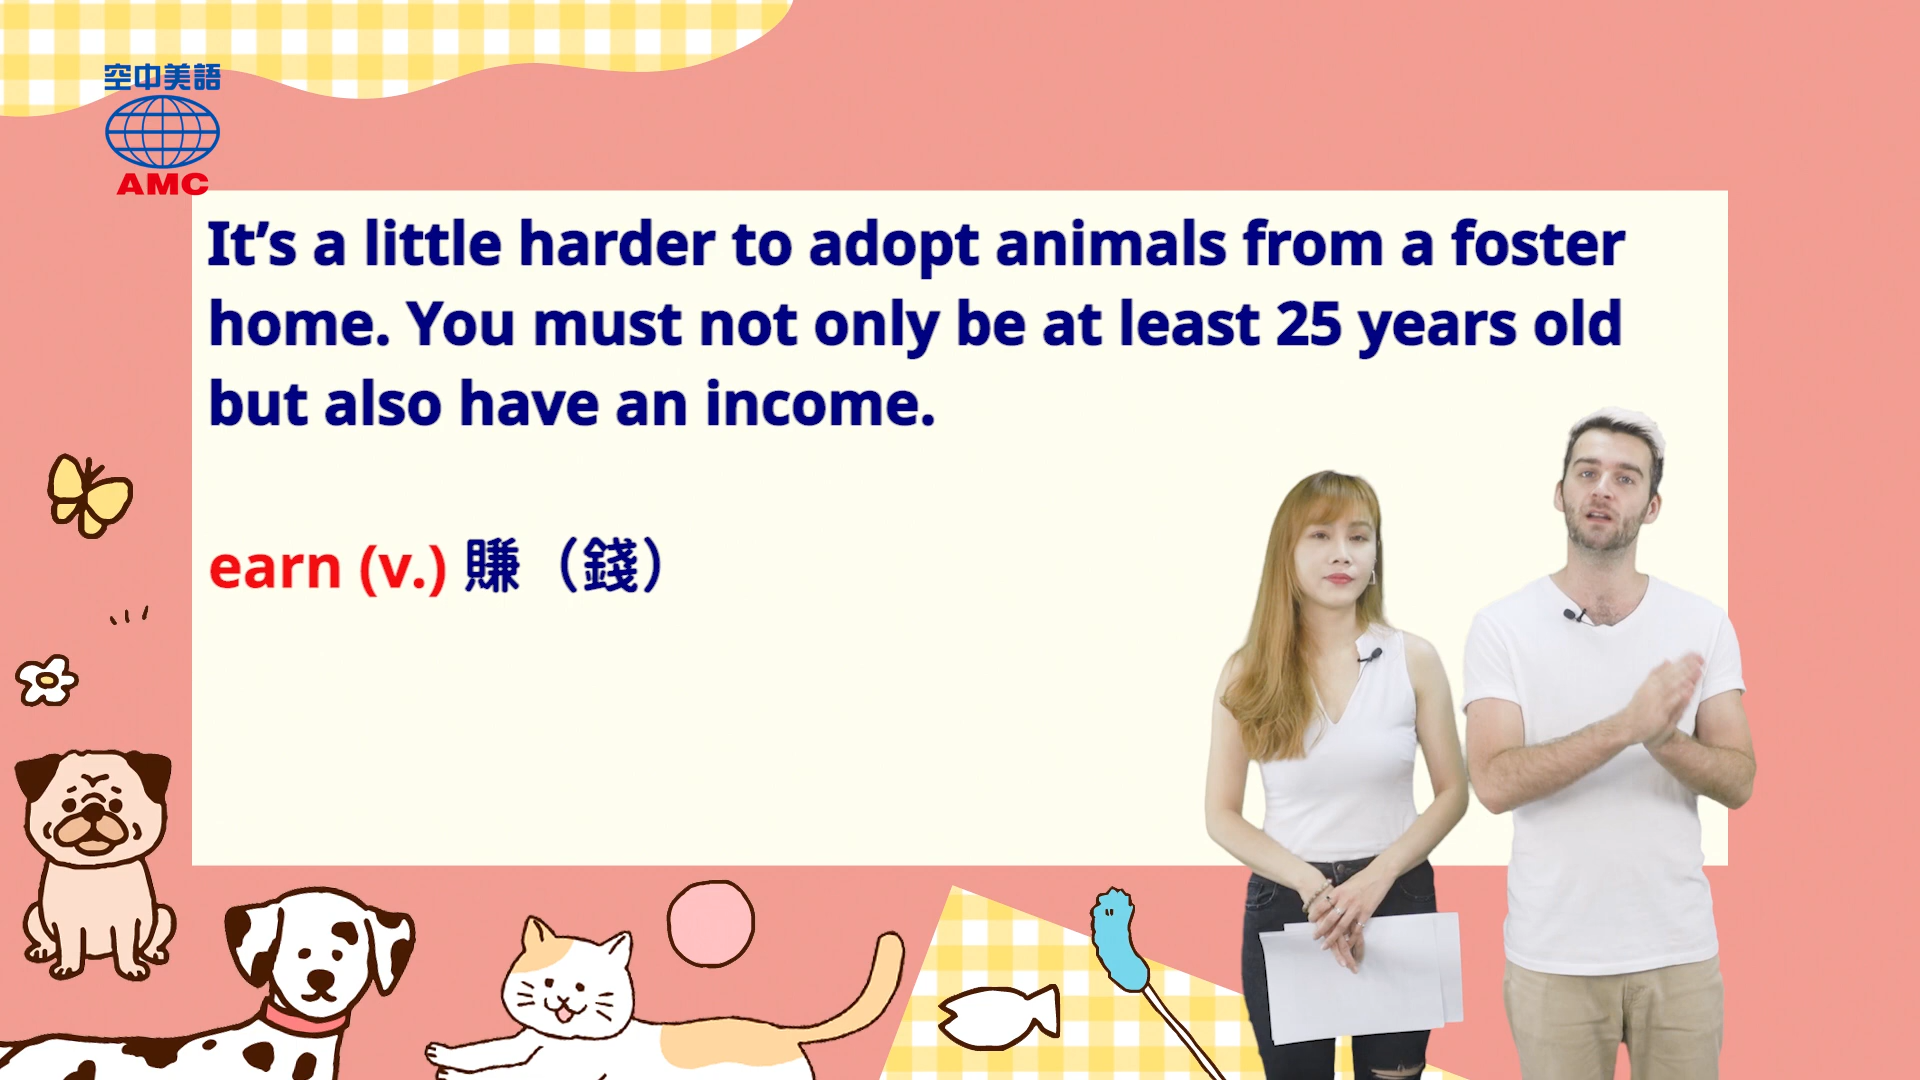 空中美語
AMC
It’s a little harder to adopt animals from a foster
home. You must not only be at least 25 years old
but also have an income.
earn (v.) 賺（錢）